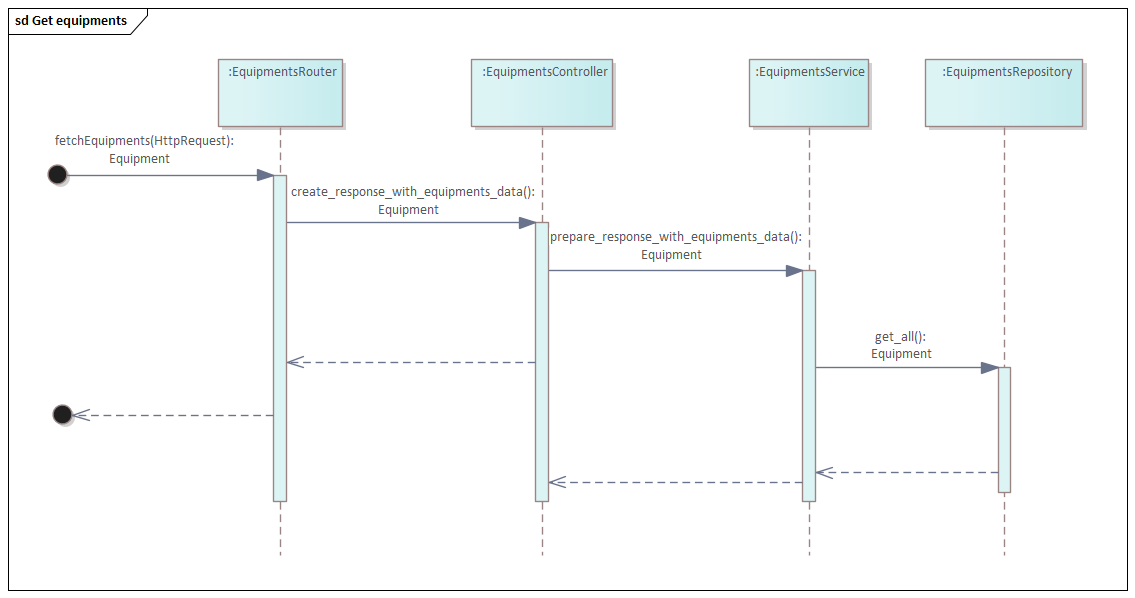 sd Get equipments
:EquipmentsRouter
:EquipmentsController
:EquipmentsService
:EquipmentsRepository
fetchEquipments(HttpRequest):
Equipment
create_response_with_equipments_data():
Equipment
prepare_response_with_equipments_data():
Equipment
get_all():
Equipment